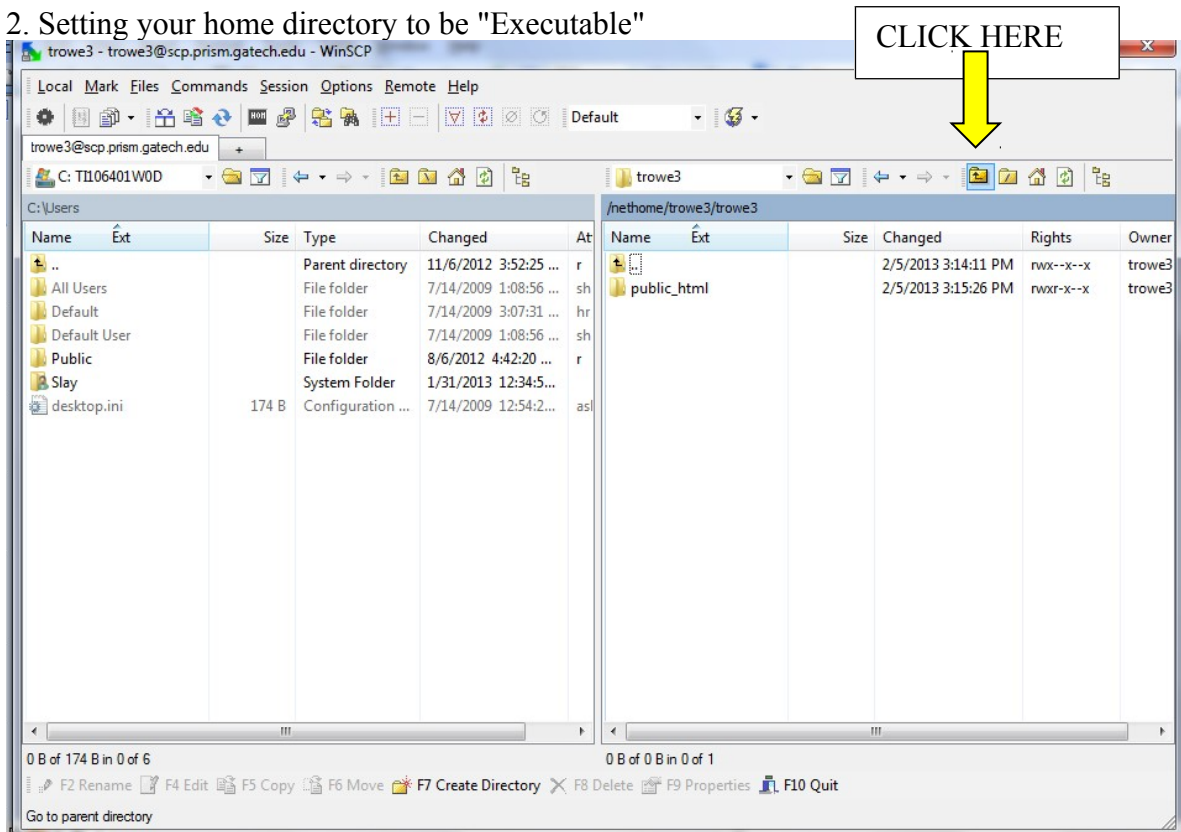 2. Setting your home directory to be "Executable"
CLICK HERE
trowe3 - trowe3@scp.prism.gatech.edu - WinSCP
Local Mark Files Commands Session Options Remote Help
Default
trowe3@scp.prism.gatech.edu +
C: TI106401W0D
trowe3
C:\Users
/nethome/trowe3/trowe3
Name Ext Size Type Changed At
Name Ext Size Changed Rights Owner
.. Parent directory 11/6/2012 3:52:25 ... r
.. 2/5/2013 3:14:11 PM rwx--x--x trowe3
All Users File folder 7/14/2009 1:08:56 ... sh
public_html 2/5/2013 3:15:26 PM rwxr-x--x trowe3
Default File folder 7/14/2009 3:07:31 ... hr
Default User File folder 7/14/2009 1:08:56 ... sh
Public File folder 8/6/2012 4:42:20 ... r
Slay System Folder 1/31/2013 12:34:5...
desktop.ini 174 B Configuration ... 7/14/2009 12:54:2... asl
0 B of 174 B in 0 of 6
0 B of 0 B in 0 of 1
F2 Rename F4 Edit F5 Copy F6 Move F7 Create Directory F8 Delete F9 Properties F10 Quit
Go to parent directory